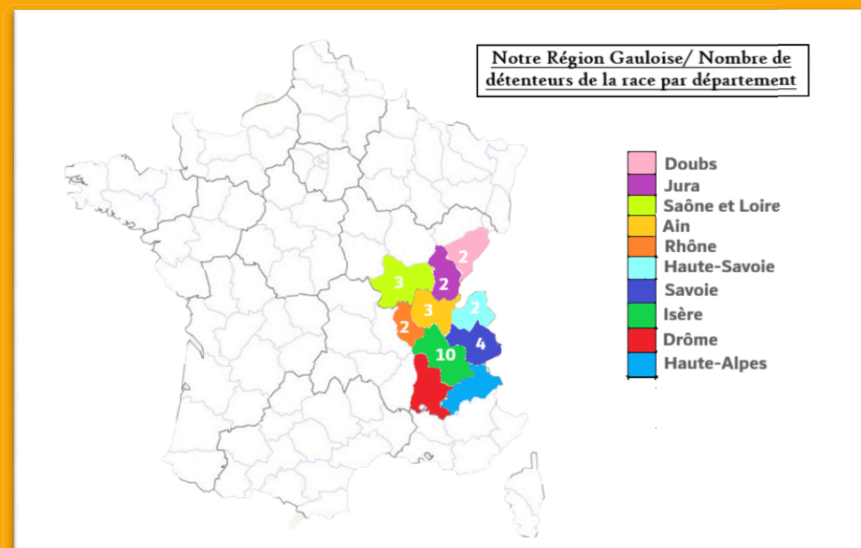 Notre Région Gauloise/ Nombre de
détenteurs de la race par département
Doubs
Jura
Saône et Loire
Ain
Rhône
Haute-Savoie
Savoie
Isère
Drôme
Haute-Alpes
2
3
2
3
2
2
4
10